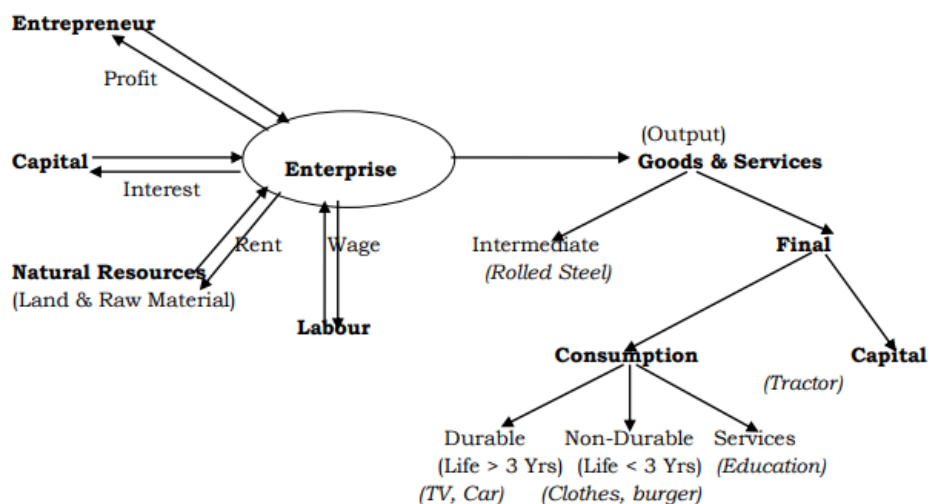 Entrepreneur
Profit
(Output)
Capital
Enterprise
Goods & Services
Interest
Rent
Wage
Intermediate
Final
(Rolled Steel)
Natural Resources
(Land & Raw Material)
Labour
Consumption
Capital
(Tractor)
Durable
Non-Durable
Services
(Life > 3 Yrs)
(Life < 3 Yrs)
(Education)
(TV, Car)
(Clothes, burger)